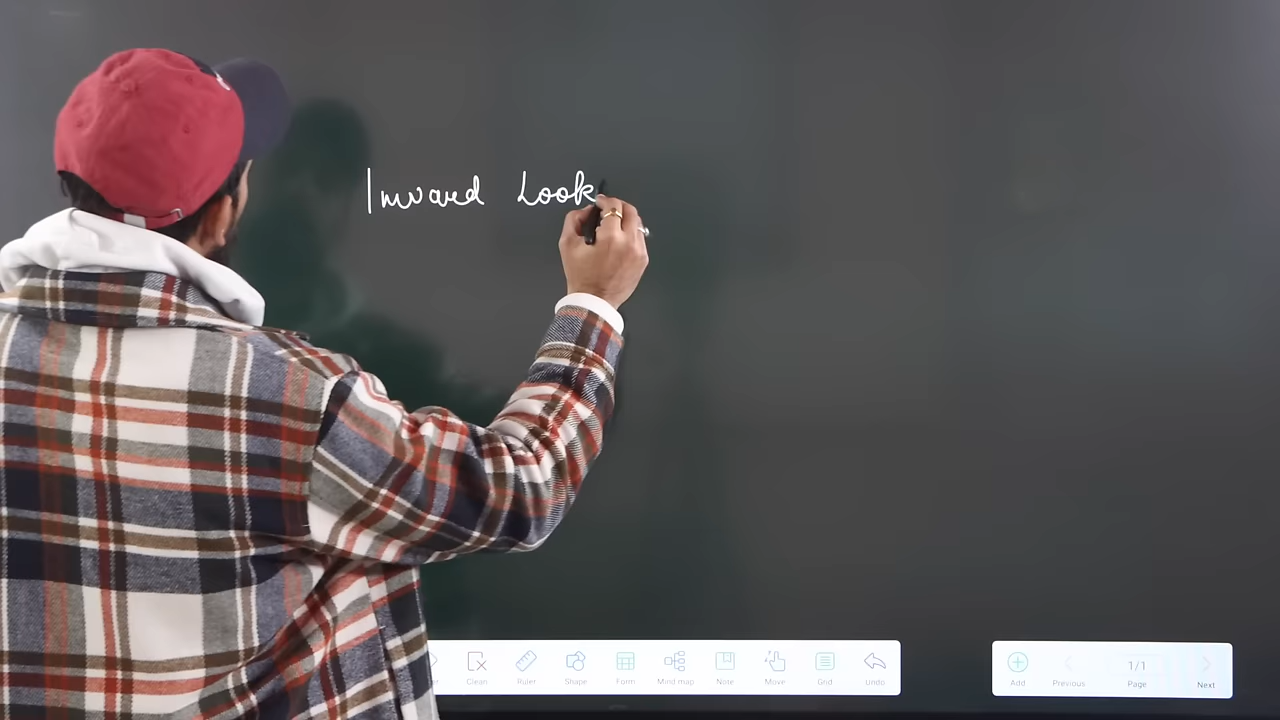 Inward Look
Clean
Ruler
Shape
Form
Mind map
Note
Move
Grid
Undo
Add
Previous
1/1
Page
Next